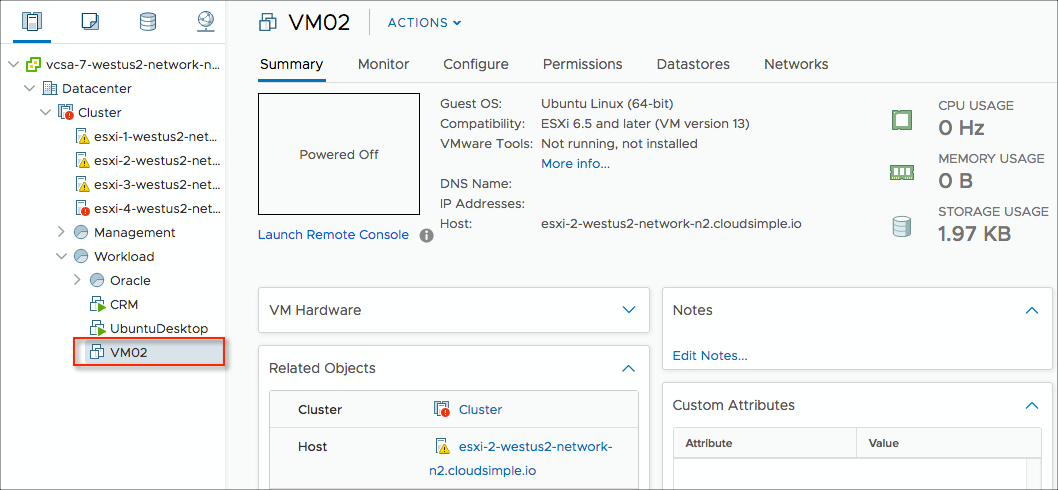 vcsa-7-westus2-network-n...
Datacenter
Cluster
esxi-1-westus2-net...
esxi-2-westus2-net...
esxi-3-westus2-net...
esxi-4-westus2-net...
Management
Workload
Oracle
CRM
UbuntuDesktop
VM02
VM02 ACTIONS
Summary Monitor Configure Permissions Datastores Networks
Powered Off
Launch Remote Console
Guest OS: Ubuntu Linux (64-bit)
Compatibility: ESXi 6.5 and later (VM version 13)
VMware Tools: Not running, not installed
More info...
DNS Name:
IP Addresses:
Host: esxi-2-westus2-network-n2.cloudsimple.io
CPU USAGE
0 Hz
MEMORY USAGE
0 B
STORAGE USAGE
1.97 KB
VM Hardware
Related Objects
Cluster Cluster
Host esxi-2-westus2-network-
n2.cloudsimple.io
Notes
Edit Notes...
Custom Attributes
Attribute Value